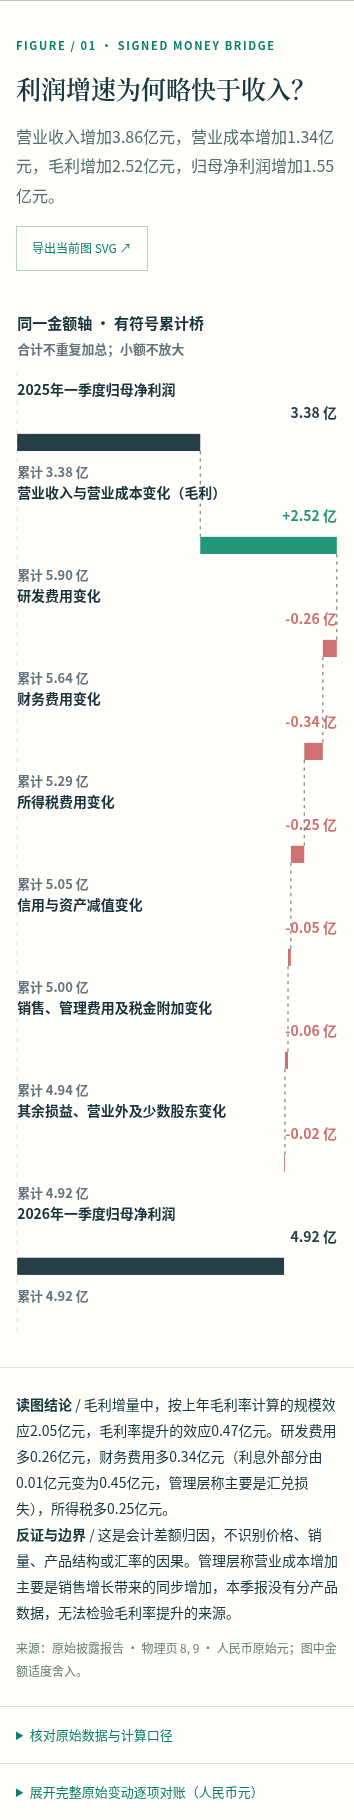 FIGURE / 01 · SIGNED MONEY BRIDGE
利润增速为何略快于收入？
营业收入增加3.86亿元，营业成本增加1.34亿
元，毛利增加2.52亿元，归母净利润增加1.55
亿元。
导出当前图 SVG ↗
同一金额轴 · 有符号累计桥
合计不重复加总；小额不放大
2025年一季度归母净利润
3.38 亿
累计 3.38 亿
营业收入与营业成本变化（毛利）
+2.52 亿
累计 5.90 亿
研发费用变化
-0.26 亿
累计 5.64 亿
财务费用变化
-0.34 亿
累计 5.29 亿
所得税费用变化
-0.25 亿
累计 5.05 亿
信用与资产减值变化
-0.05 亿
累计 5.00 亿
销售、管理费用及税金附加变化
-0.06 亿
累计 4.94 亿
其余损益、营业外及少数股东变化
-0.02 亿
累计 4.92 亿
2026年一季度归母净利润
4.92 亿
累计 4.92 亿
读图结论 / 毛利增量中，按上年毛利率计算的规模效
应2.05亿元，毛利率提升的效应0.47亿元。研发费用
多0.26亿元，财务费用多0.34亿元（利息外部分由
0.01亿元变为0.45亿元，管理层称主要是汇兑损
失），所得税多0.25亿元。
反证与边界 / 这是会计差额归因，不识别价格、销
量、产品结构或汇率的因果。管理层称营业成本增加
主要是销售增长带来的同步增加，本季报没有分产品
数据，无法检验毛利率提升的来源。
来源：原始披露报告 · 物理页 8, 9 · 人民币原始元；图中金
额适度舍入。
▶ 核对原始数据与计算口径
▶ 展开完整原始变动逐项对账（人民币元）